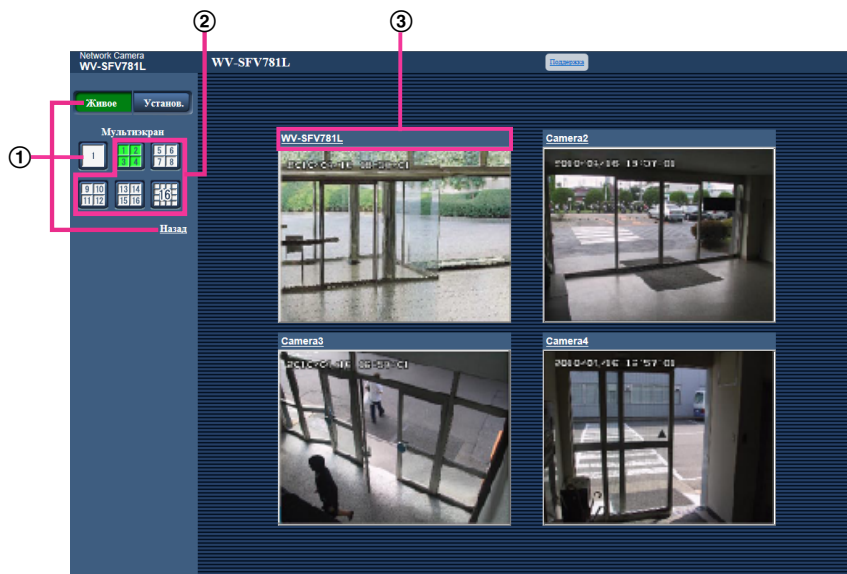 ② ③
Network Camera
WV-SFV781L
WV-SFV781L
Поддержка
Живое Установ.
Мультиэкран
①
1
1 2
3 4
5 6
7 8
9 10
11 12
13 14
15 16
16
Назад
WV-SFV781L
Camera2
Camera3
Camera4